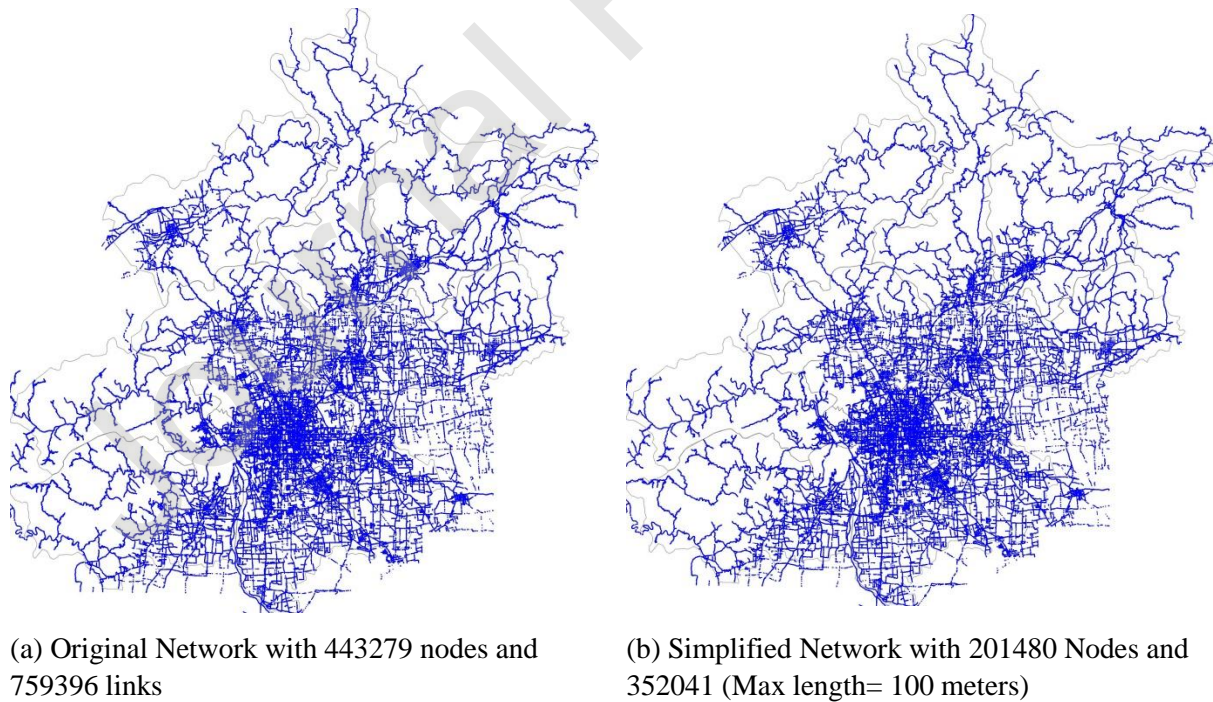 Journal P
(a) Original Network with 443279 nodes and
759396 links
(b) Simplified Network with 201480 Nodes and
352041 (Max length= 100 meters)